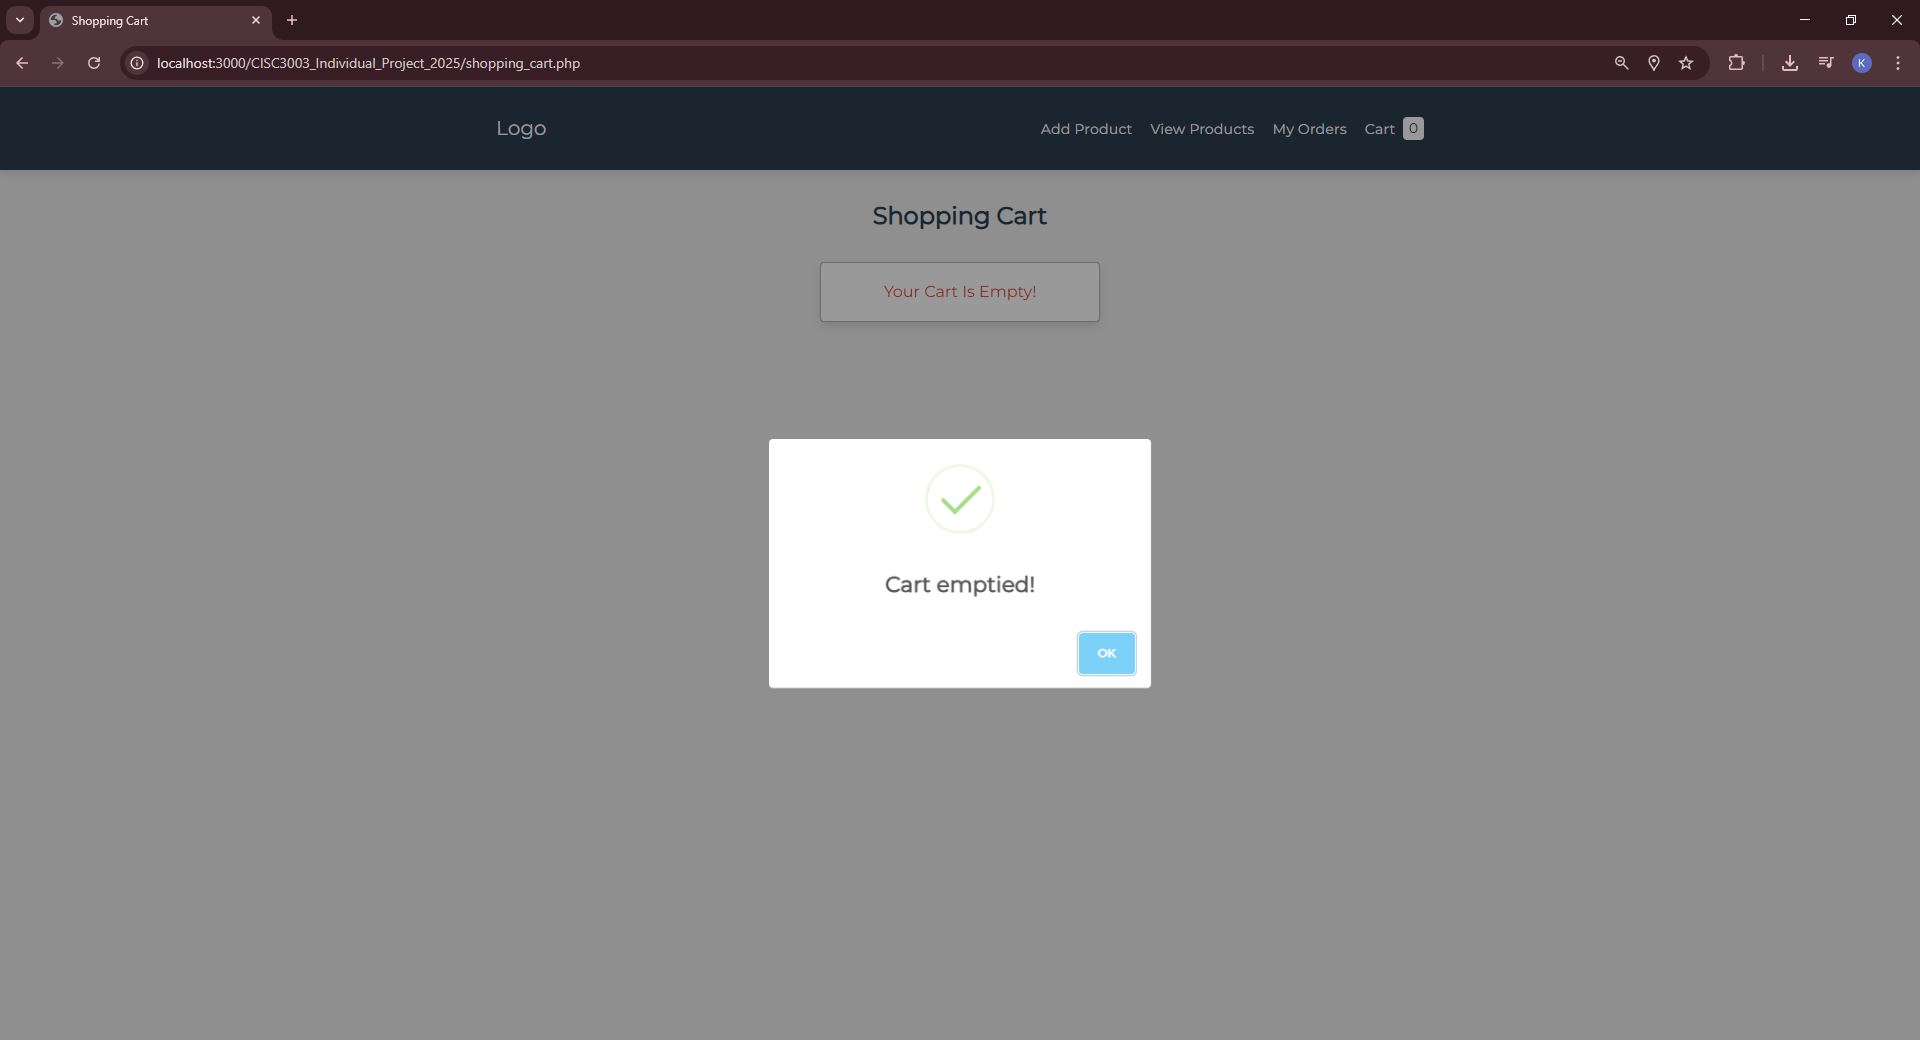 Shopping Cart
localhost:3000/CISC3003_Individual_Project_2025/shopping_cart.php
K
Logo
Add Product
View Products
My Orders
Cart 0
Shopping Cart
Your Cart Is Empty!
Cart emptied!
OK